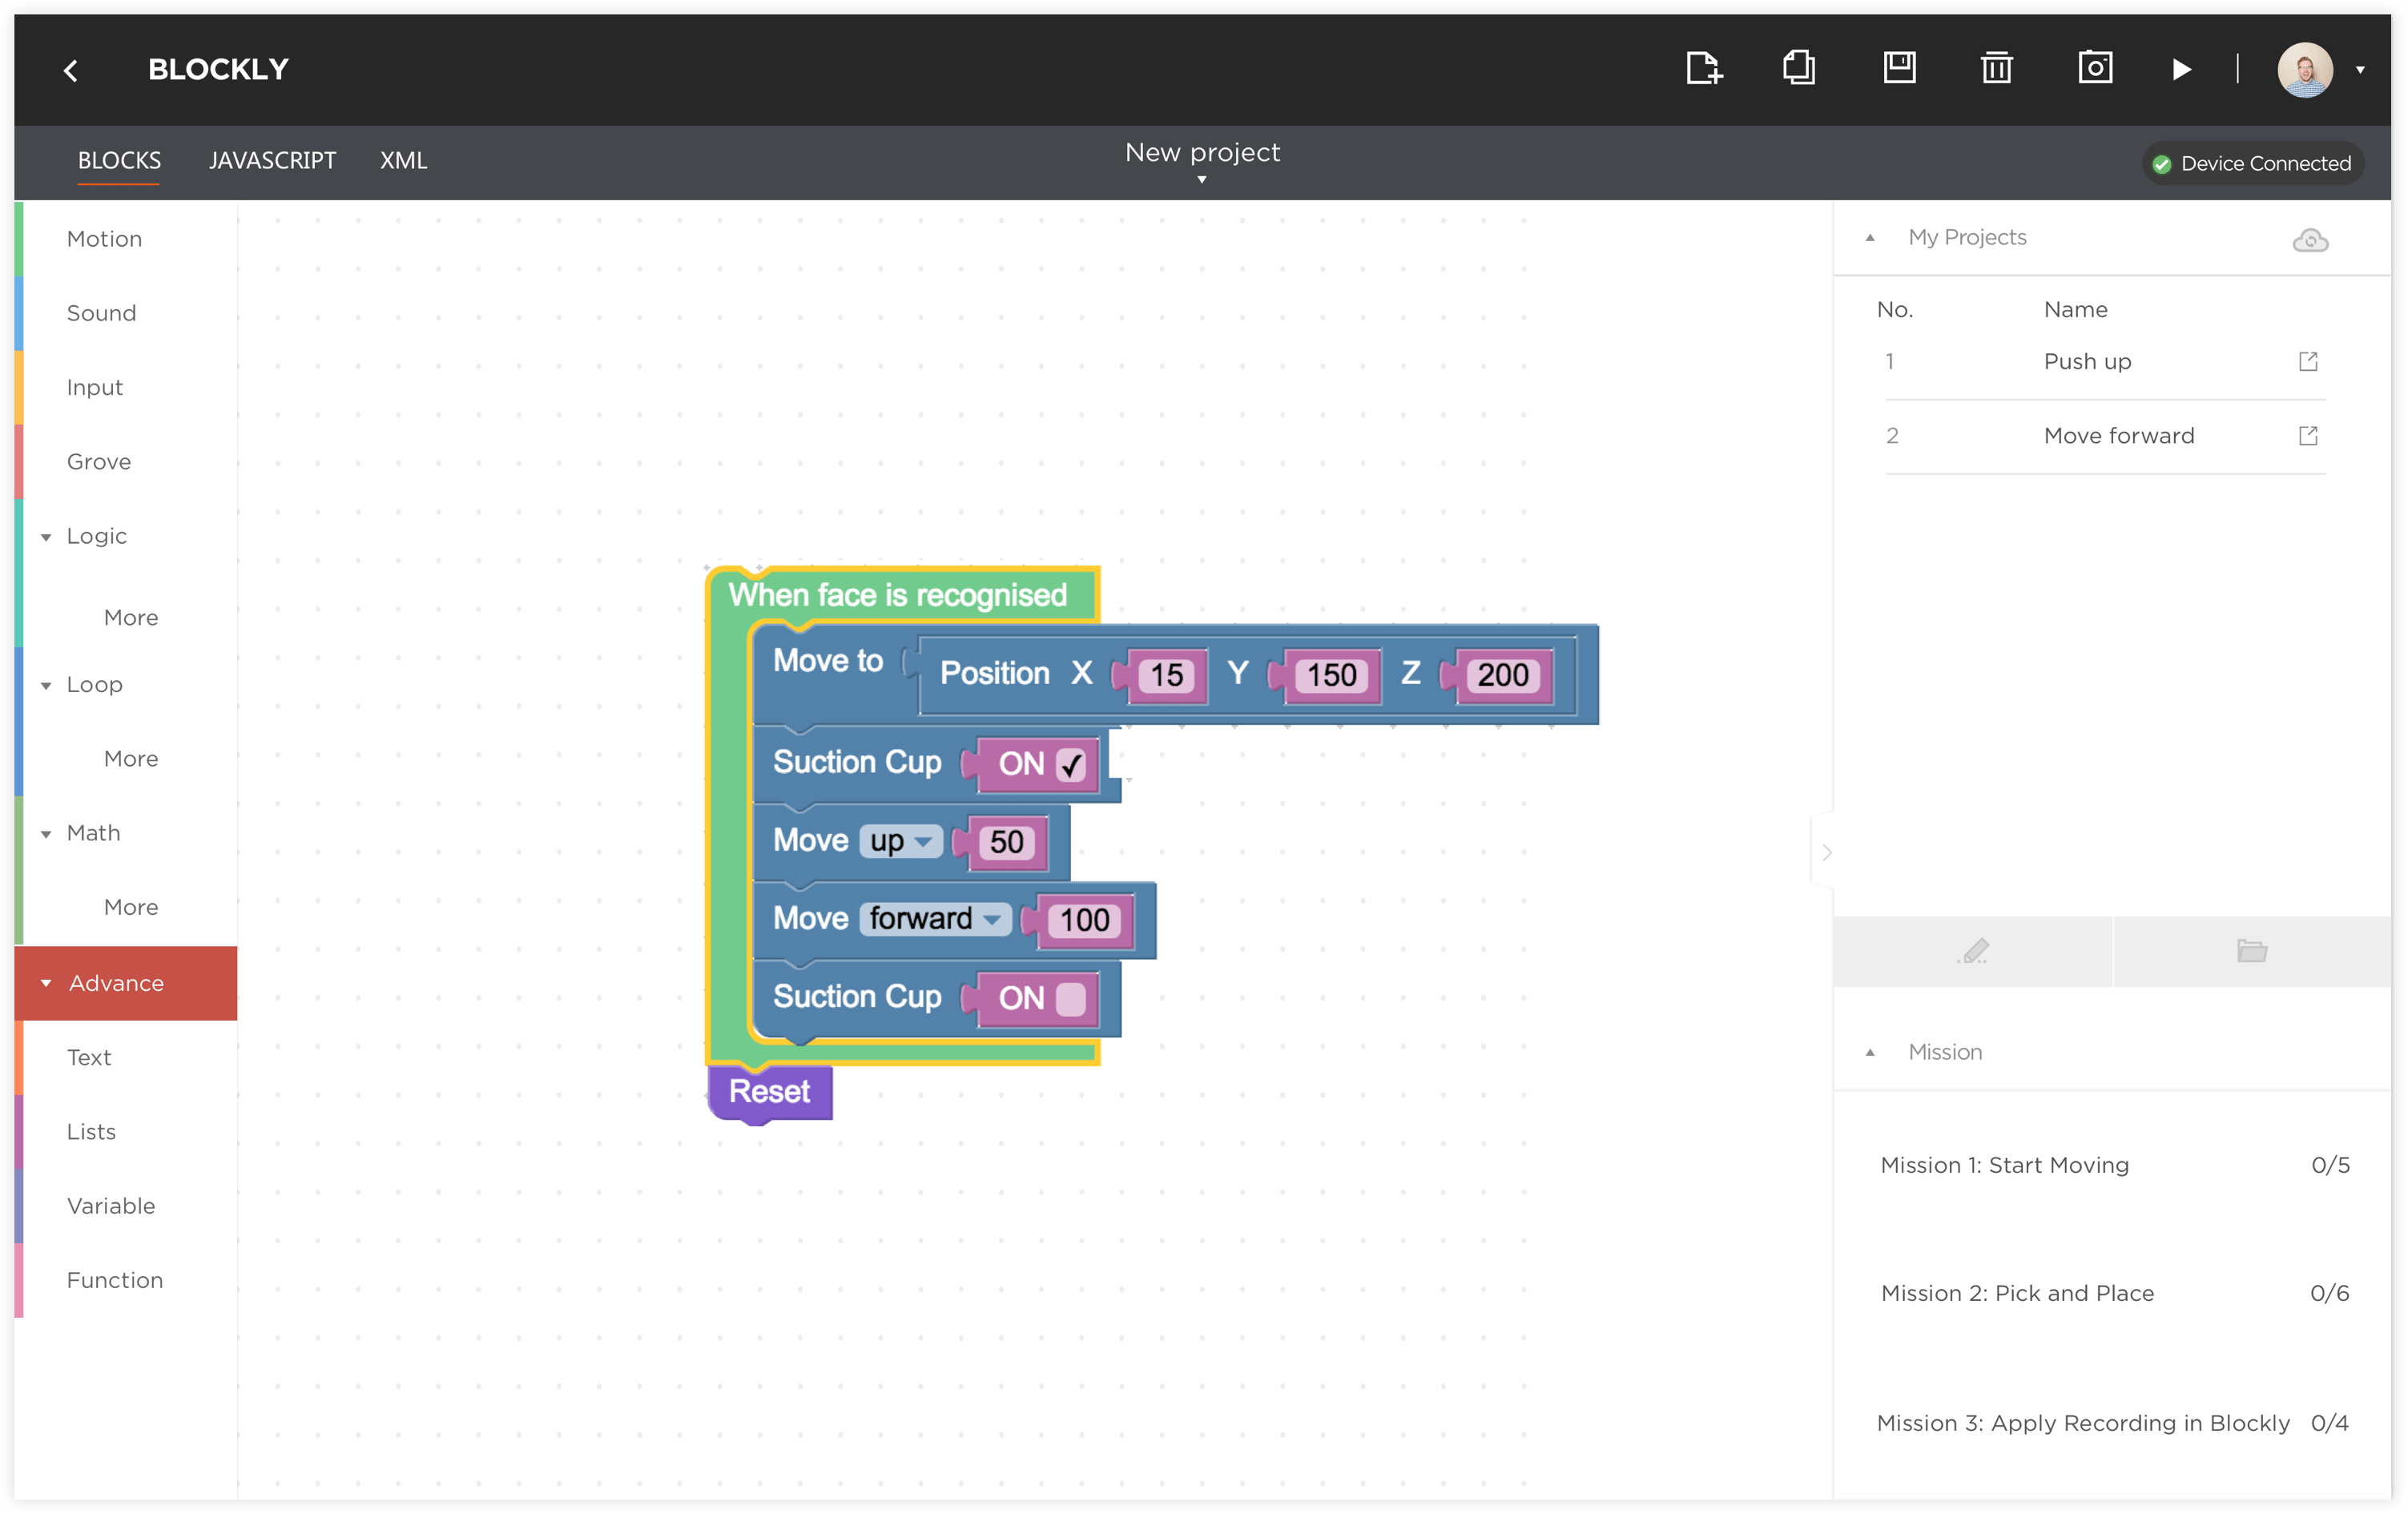 BLOCKLY
BLOCKS JAVASCRIPT XML
New project
Device Connected
Motion
Sound
Input
Grove
Logic
More
Loop
More
Math
More
Advance
Text
Lists
Variable
Function
When face is recognised
Move to Position X 15 Y 150 Z 200
Suction Cup ON
Move up 50
Move forward 100
Suction Cup ON
Reset
My Projects
No. Name
1 Push up
2 Move forward
Mission
Mission 1: Start Moving 0/5
Mission 2: Pick and Place 0/6
Mission 3: Apply Recording in Blockly 0/4